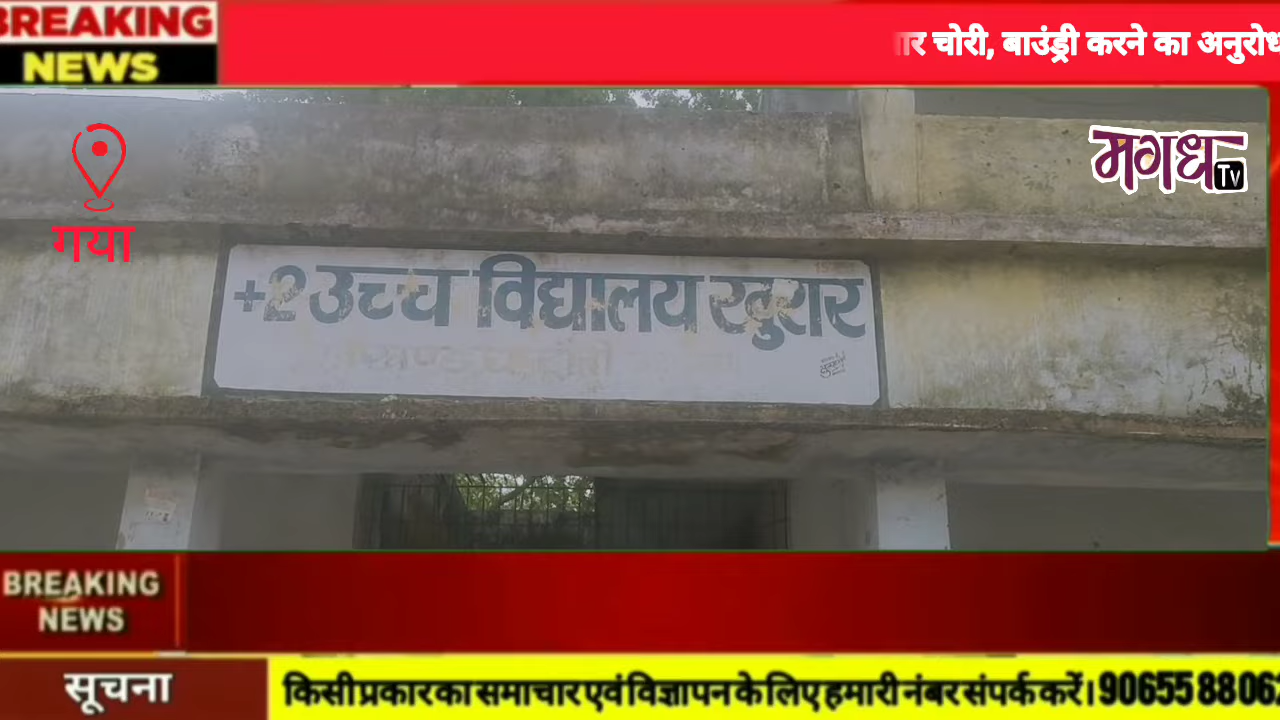 BREAKING
NEWS
चोरी, बाउंड्री करने का अनुरोध
मगध
Tv
गया
+2 उच्च विद्यालय खुरार
BREAKING
NEWS
सूचना
किसी प्रकार का समाचार एवं विज्ञापन के लिए हमारी नंबर संपर्क करें। 90655 8806